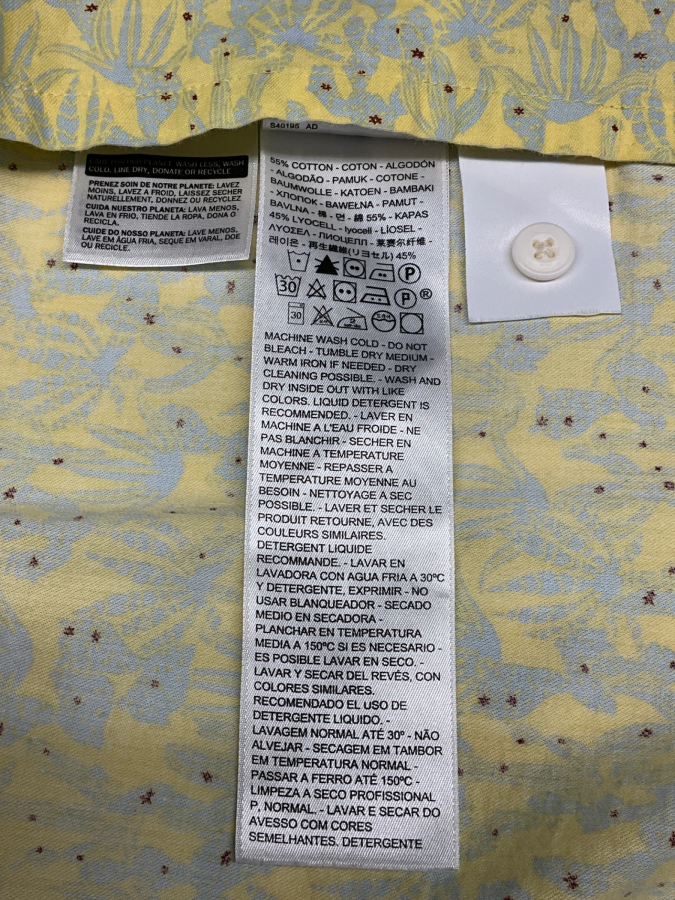 CARE FOR OUR PLANET: WASH LESS, WASH
COLD, LINE DRY, DONATE OR RECYCLE
PRENEZ SOIN DE NOTRE PLANETE: LAVEZ
MOINS, LAVEZ A FROID, LAISSEZ SECHER
NATURELLEMENT, DONNEZ OU RECYCLEZ
CUIDA NUESTRO PLANETA: LAVA MENOS,
LAVA EN FRIO, TIENDE LA ROPA, DONA O
RECICLA.
CUIDE DO NOSSO PLANETA: LAVE MENOS,
LAVE EM ÁGUA FRIA, SEQUE EM VARAL, DOE
OU RECICLE.
S40195 AD
55% COTTON - COTON - ALGODÓN
- ALGODÃO - PAMUK - COTONE -
BAUMWOLLE - KATOEN - BAMBAKI
- ХЛОПОК - BAWEŁNA - PAMUT -
BAVLNA - 棉 - 면 - 綿 55% - KAPAS
45% LYOCELL - LYOCELL - LİOSEL -
ΛΥΟΣΕΛ - ЛИОЦЕЛЛ - 莱赛尔纤维 -
레이온 - 再生繊維(リヨセル) 45%
P
30 P ®
30
MACHINE WASH COLD - DO NOT
BLEACH - TUMBLE DRY MEDIUM -
WARM IRON IF NEEDED - DRY
CLEANING POSSIBLE. - WASH AND
DRY INSIDE OUT WITH LIKE
COLORS. LIQUID DETERGENT IS
RECOMMENDED. - LAVER EN
MACHINE A L'EAU FROIDE - NE
PAS BLANCHIR - SECHER EN
MACHINE A TEMPERATURE
MOYENNE - REPASSER A
TEMPERATURE MOYENNE AU
BESOIN - NETTOYAGE A SEC
POSSIBLE. - LAVER ET SECHER LE
PRODUIT RETOURNE, AVEC DES
COULEURS SIMILAIRES.
DETERGENT LIQUIDE
RECOMMANDE. - LAVAR EN
LAVADORA CON AGUA FRIA A 30ºC
Y DETERGENTE, EXPRIMIR - NO
USAR BLANQUEADOR - SECADO
MEDIO EN SECADORA -
PLANCHAR EN TEMPERATURA
MEDIA A 150ºC SI ES NECESARIO -
ES POSIBLE LAVAR EN SECO. -
LAVAR Y SECAR DEL REVÉS, CON
COLORES SIMILARES.
RECOMENDADO EL USO DE
DETERGENTE LIQUIDO. -
LAVAGEM NORMAL ATÉ 30º - NÃO
ALVEJAR - SECAGEM EM TAMBOR
EM TEMPERATURA NORMAL -
PASSAR A FERRO ATÉ 150ºC -
LIMPEZA A SECO PROFISSIONAL
P, NORMAL. - LAVAR E SECAR DO
AVESSO COM CORES
SEMELHANTES. DETERGENTE